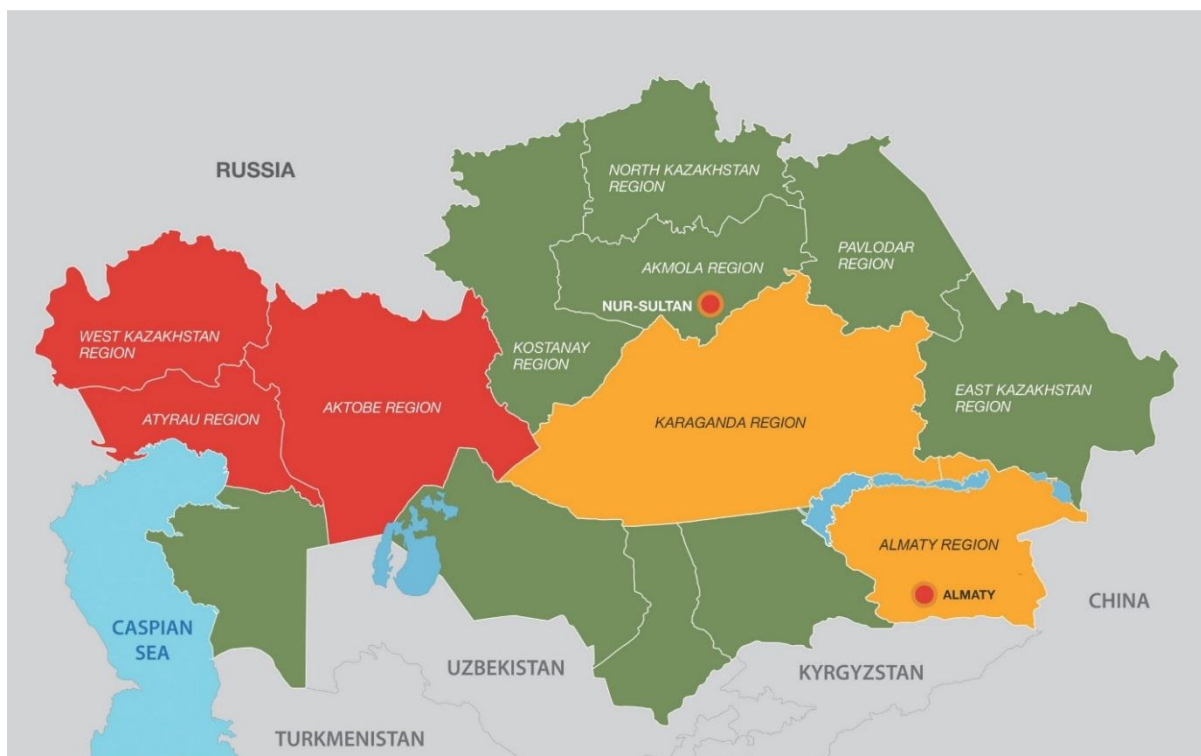 RUSSIA
NORTH KAZAKHSTAN
REGION
PAVLODAR
REGION
AKMOLA REGION
NUR-SULTAN
WEST KAZAKHSTAN
REGION
KOSTANAY
REGION
ATYRAU REGION
AKTOBE REGION
KARAGANDA REGION
EAST KAZAKHSTAN
REGION
ALMATY REGION
ALMATY
CHINA
CASPIAN
SEA
UZBEKISTAN
KYRGYZSTAN
TURKMENISTAN